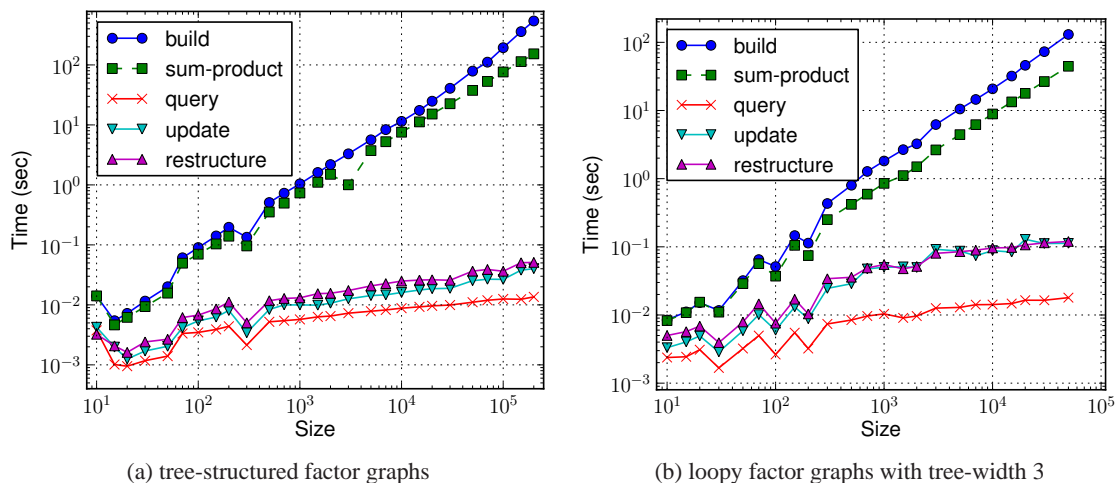 build
sum-product
query
update
restructure
Time (sec)
10^2
10^1
10^0
10^−1
10^−2
10^−3
10^1
10^2
10^3
10^4
10^5
Size
(a) tree-structured factor graphs
build
sum-product
query
update
restructure
Time (sec)
10^2
10^1
10^0
10^−1
10^−2
10^−3
10^1
10^2
10^3
10^4
10^5
Size
(b) loopy factor graphs with tree-width 3